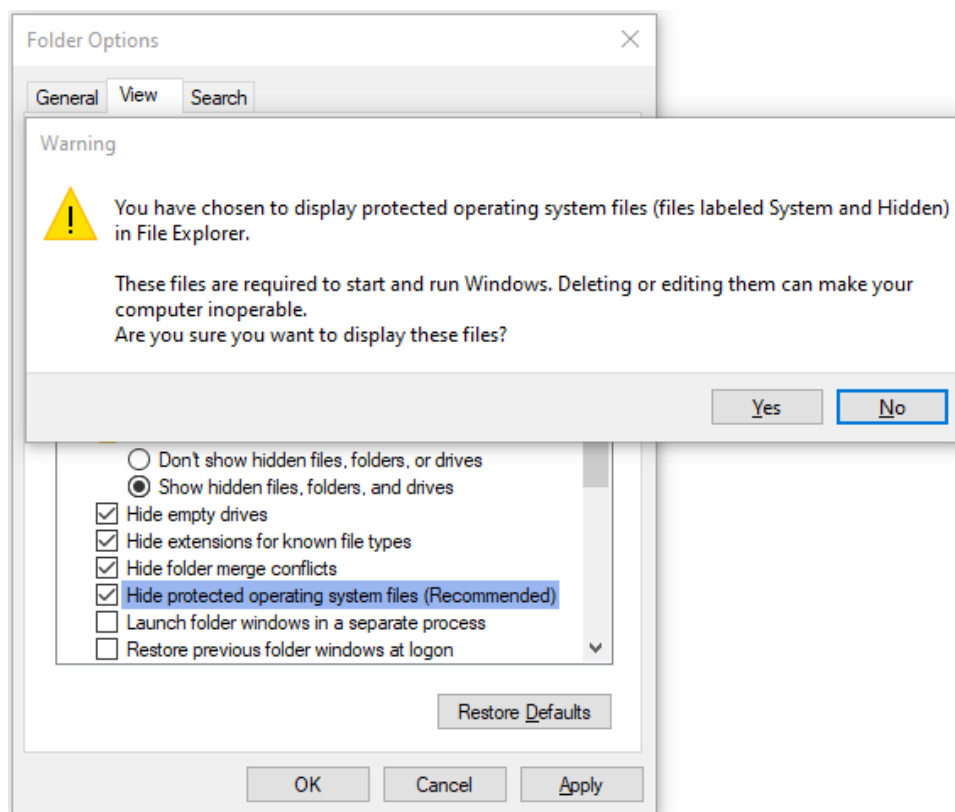 Folder Options
General View Search
Warning
You have chosen to display protected operating system files (files labeled System and Hidden)
in File Explorer.
These files are required to start and run Windows. Deleting or editing them can make your
computer inoperable.
Are you sure you want to display these files?
Yes No
Don't show hidden files, folders, or drives
Show hidden files, folders, and drives
Hide empty drives
Hide extensions for known file types
Hide folder merge conflicts
Hide protected operating system files (Recommended)
Launch folder windows in a separate process
Restore previous folder windows at logon
Restore Defaults
OK Cancel Apply